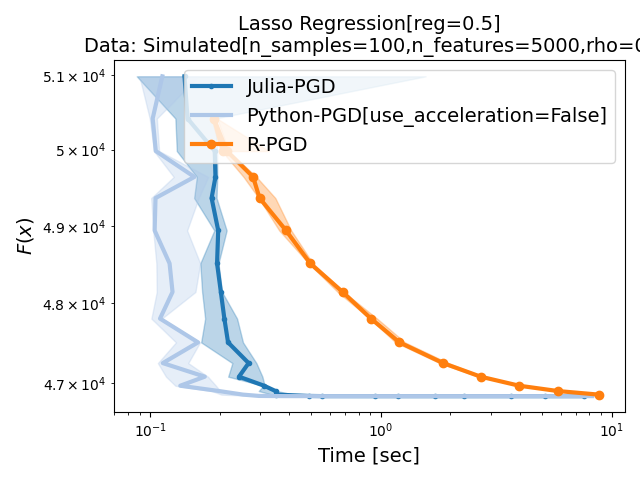 Lasso Regression[reg=0.5]
Data: Simulated[n_samples=100,n_features=5000,rho=0
5.1 × 10⁴
5 × 10⁴
4.9 × 10⁴
4.8 × 10⁴
4.7 × 10⁴
F(x)
Julia-PGD
Python-PGD[use_acceleration=False]
R-PGD
10⁻¹
10⁰
10¹
Time [sec]